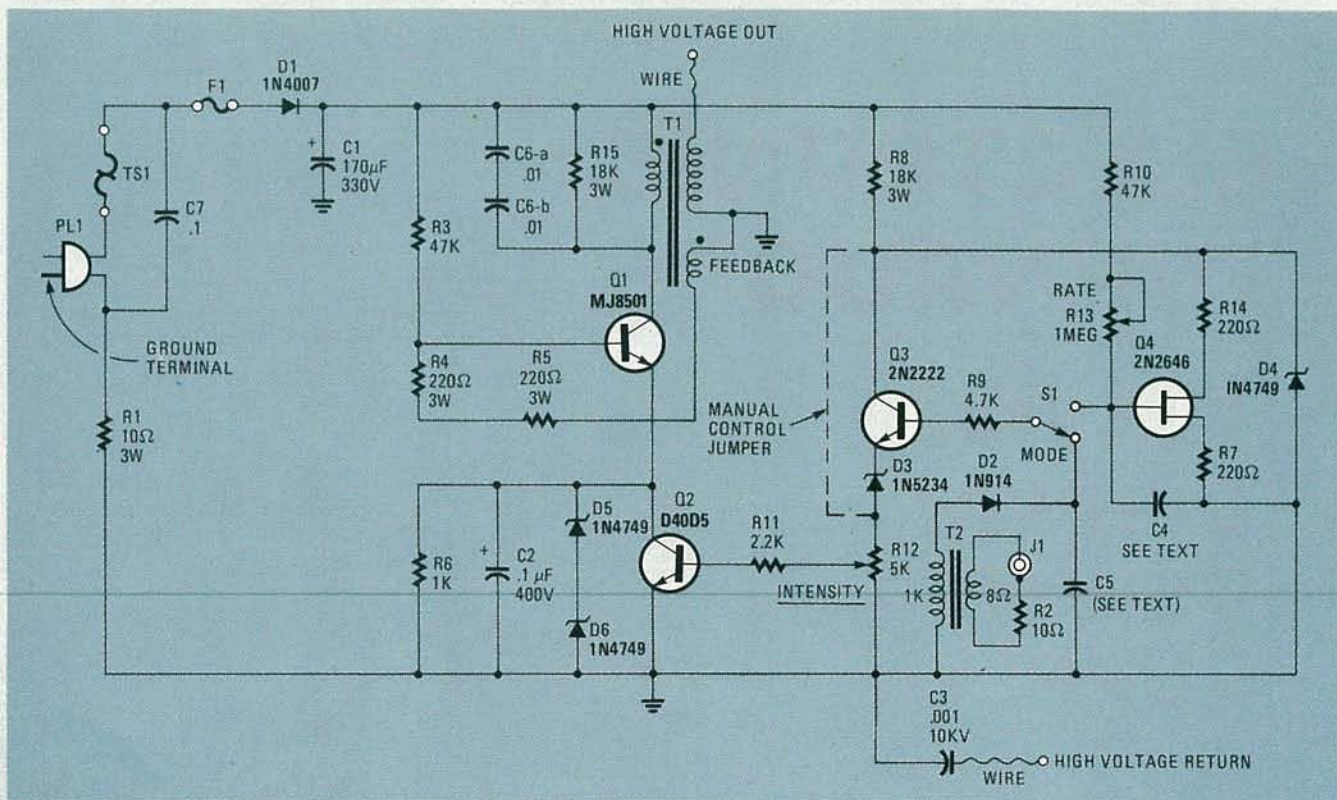 HIGH VOLTAGE OUT
WIRE
F1
D1
1N4007
T1
TS1
PL1
C7
.1
+
C1
170µF
330V
C6-a
.01
C6-b
.01
R15
18K
3W
R8
18K
3W
R10
47K
R3
47K
FEEDBACK
Q1
MJ8501
GROUND
TERMINAL
R1
10Ω
3W
R4
220Ω
3W
R5
220Ω
3W
MANUAL
CONTROL
JUMPER
Q3
2N2222
R9
4.7K
S1
MODE
RATE
R13
1MEG
Q4
2N2646
R14
220Ω
D4
1N4749
R7
220Ω
D3
1N5234
D2
1N914
C4
SEE TEXT
R6
1K
+
C2
.1 µF
400V
D5
1N4749
D6
1N4749
Q2
D40D5
R11
2.2K
R12
5K
INTENSITY
T2
1K
8Ω
J1
R2
10Ω
C5
(SEE TEXT)
C3
.001
10KV
WIRE
HIGH VOLTAGE RETURN